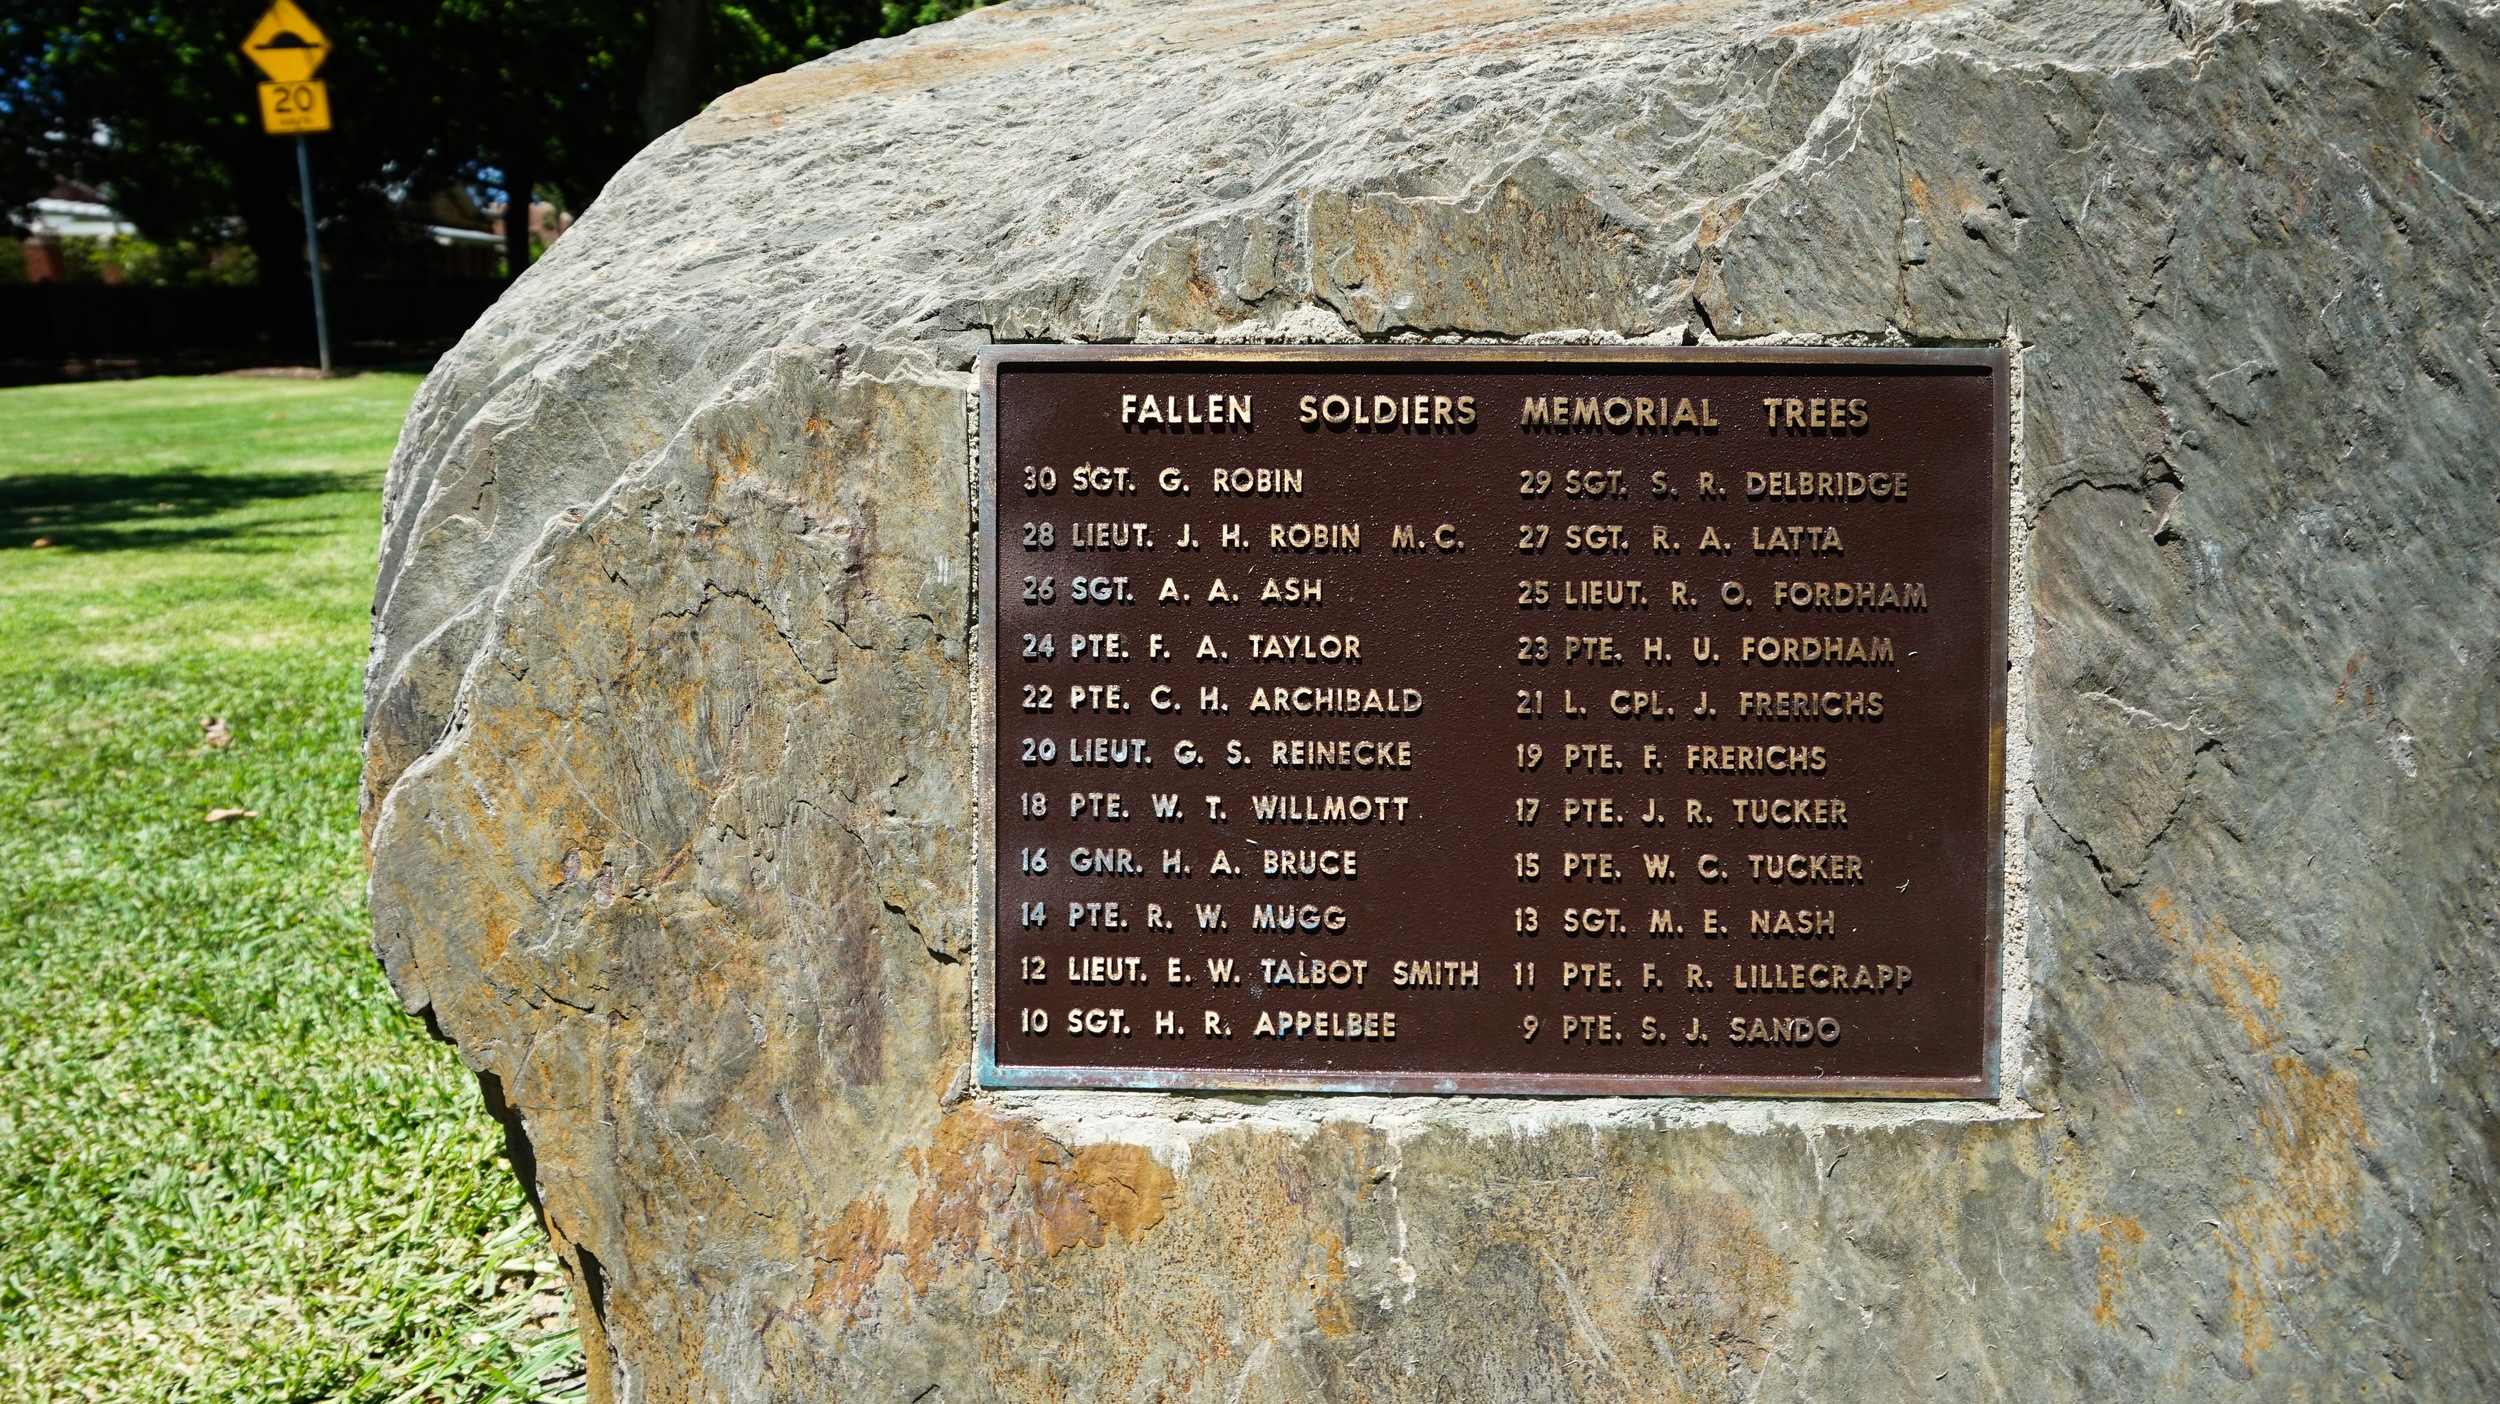 20
FALLEN SOLDIERS MEMORIAL TREES
30 SGT. G. ROBIN
28 LIEUT. J. H. ROBIN M.C.
26 SGT. A. A. ASH
24 PTE. F. A. TAYLOR
22 PTE. C. H. ARCHIBALD
20 LIEUT. G. S. REINECKE
18 PTE. W. T. WILLMOTT
16 GNR. H. A. BRUCE
14 PTE. R. W. MUGG
12 LIEUT. E. W. TALBOT SMITH
10 SGT. H. R. APPELBEE
29 SGT. S. R. DELBRIDGE
27 SGT. R. A. LATTA
25 LIEUT. R. O. FORDHAM
23 PTE. H. U. FORDHAM
21 L. CPL. J. FRERICHS
19 PTE. F. FRERICHS
17 PTE. J. R. TUCKER
15 PTE. W. C. TUCKER
13 SGT. M. E. NASH
11 PTE. F. R. LILLECRAPP
9 PTE. S. J. SANDO